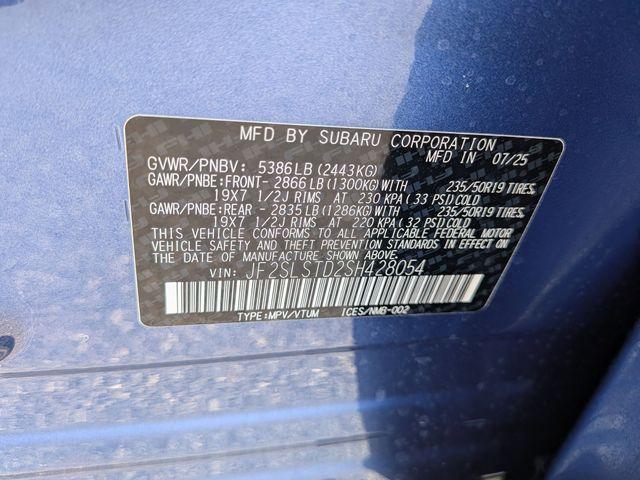 MFD BY SUBARU CORPORATION
MFD IN 07/25
GVWR/PNBV: 5386LB (2443KG)
GAWR/PNBE:FRONT- 2866LB (1300KG)WITH 235/50R19 TIRES,
19X7 1/2J RIMS AT 230 KPA (33 PSI)COLD
GAWR/PNBE:REAR - 2835LB (1286KG)WITH 235/50R19 TIRES,
19X7 1/2J RIMS AT 220 KPA (32 PSI)COLD
THIS VEHICLE CONFORMS TO ALL APPLICABLE FEDERAL MOTOR
VEHICLE SAFETY AND THEFT PREVENTION STANDARDS IN EFFECT ON
THE DATE OF MANUFACTURE SHOWN ABOVE.
VIN: JF2SLSTD2SH428054
TYPE:MPV/VTUM ICES/NMB-002